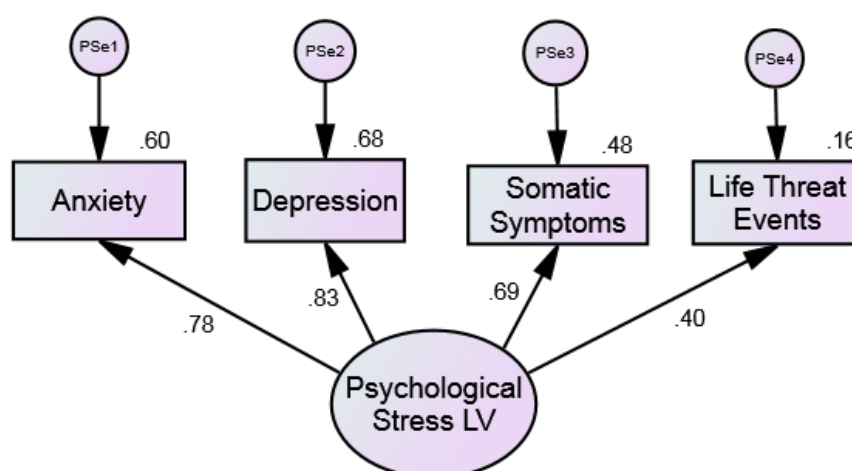 PSe1
PSe2
PSe3
PSe4
.60
.68
.48
.16
Anxiety
Depression
Somatic
Symptoms
Life Threat
Events
.78
.83
.69
.40
Psychological
Stress LV